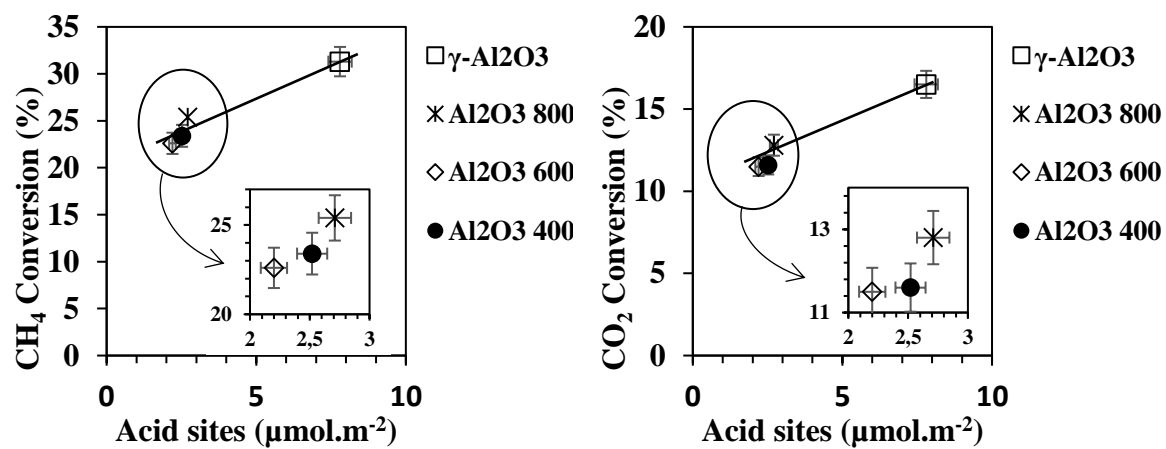 35
30
25
20
15
10
5
0
CH₄ Conversion (%)
0 5 10
Acid sites (µmol.m⁻²)
25
20
2 2,5 3
γ-Al2O3
Al2O3 800
Al2O3 600
Al2O3 400
20
15
10
5
0
CO₂ Conversion (%)
0 5 10
Acid sites (µmol.m⁻²)
13
11
2 2,5 3
γ-Al2O3
Al2O3 800
Al2O3 600
Al2O3 400